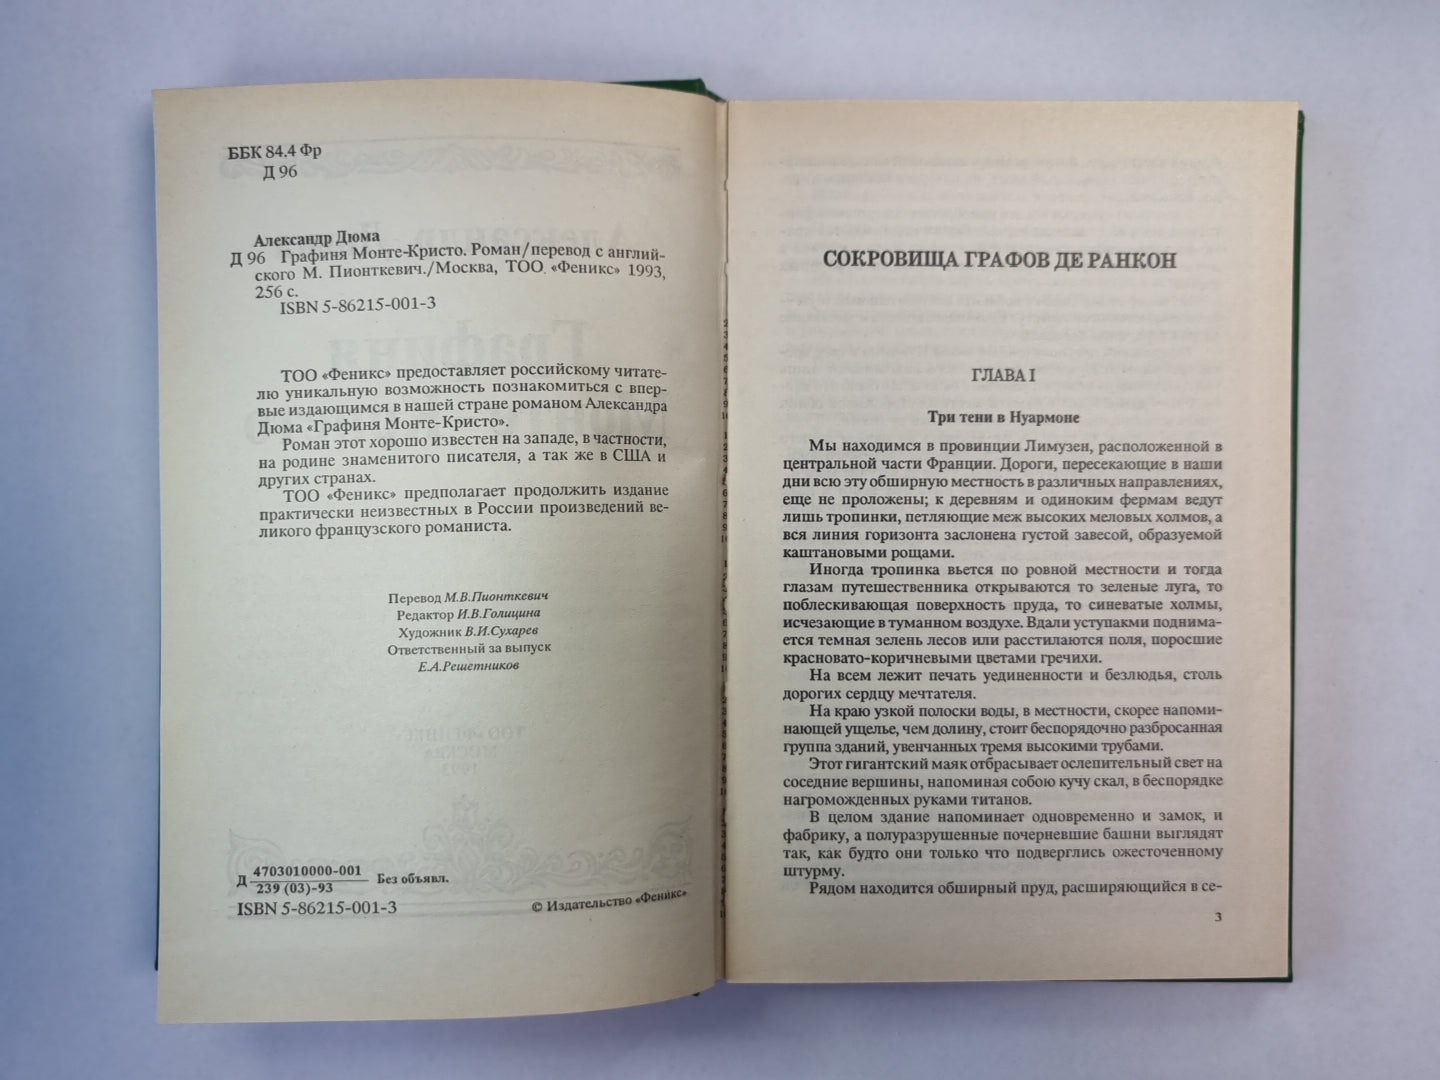 ББК 84.4 Фр
Д 96
Александр Дюма
Д 96 Графиня Монте-Кристо. Роман/перевод с англий-
ского М. Пионткевич./Москва, ТОО «Феникс» 1993,
256 с.
ISBN 5-86215-001-3
ТОО «Феникс» предоставляет российскому читате-
лю уникальную возможность познакомиться с впер-
вые издающимся в нашей стране романом Александра
Дюма «Графиня Монте-Кристо».
Роман этот хорошо известен на западе, в частности,
на родине знаменитого писателя, а так же в США и
других странах.
ТОО «Феникс» предполагает продолжить издание
практически неизвестных в России произведений ве-
ликого французского романиста.
Перевод М.В.Пионткевич
Редактор И.В.Голицина
Художник В.И.Сухарев
Ответственный за выпуск
Е.А.Решетников
Д 4703010000-001 Без объявл.
239 (03)-93
ISBN 5-86215-001-3
© Издательство «Феникс»
СОКРОВИЩА ГРАФОВ ДЕ РАНКОН
ГЛАВА I
Три тени в Нуармоне
Мы находимся в провинции Лимузен, расположенной в
центральной части Франции. Дороги, пересекающие в наши
дни всю эту обширную местность в различных направлениях,
еще не проложены; к деревням и одиноким фермам ведут
лишь тропинки, петляющие меж высоких меловых холмов, а
вся линия горизонта заслонена густой завесой, образуемой
каштановыми рощами.
Иногда тропинка вьется по ровной местности и тогда
глазам путешественника открываются то зеленые луга, то
поблескивающая поверхность пруда, то синеватые холмы,
исчезающие в туманном воздухе. Вдали уступакми поднима-
ется темная зелень лесов или расстилаются поля, поросшие
красновато-коричневыми цветами гречихи.
На всем лежит печать уединенности и безлюдья, столь
дорогих сердцу мечтателя.
На краю узкой полоски воды, в местности, скорее напоми-
нающей ущелье, чем долину, стоит беспорядочно разбросанная
группа зданий, увенчанных тремя высокими трубами.
Этот гигантский маяк отбрасывает ослепительный свет на
соседние вершины, напоминая собою кучу скал, в беспорядке
нагроможденных руками титанов.
В целом здание напоминает одновременно и замок, и
фабрику, а полуразрушенные почерневшие башни выглядят
так, как будто они только что подверглись ожесточенному
штурму.
Рядом находится обширный пруд, расширяющийся в се-
3